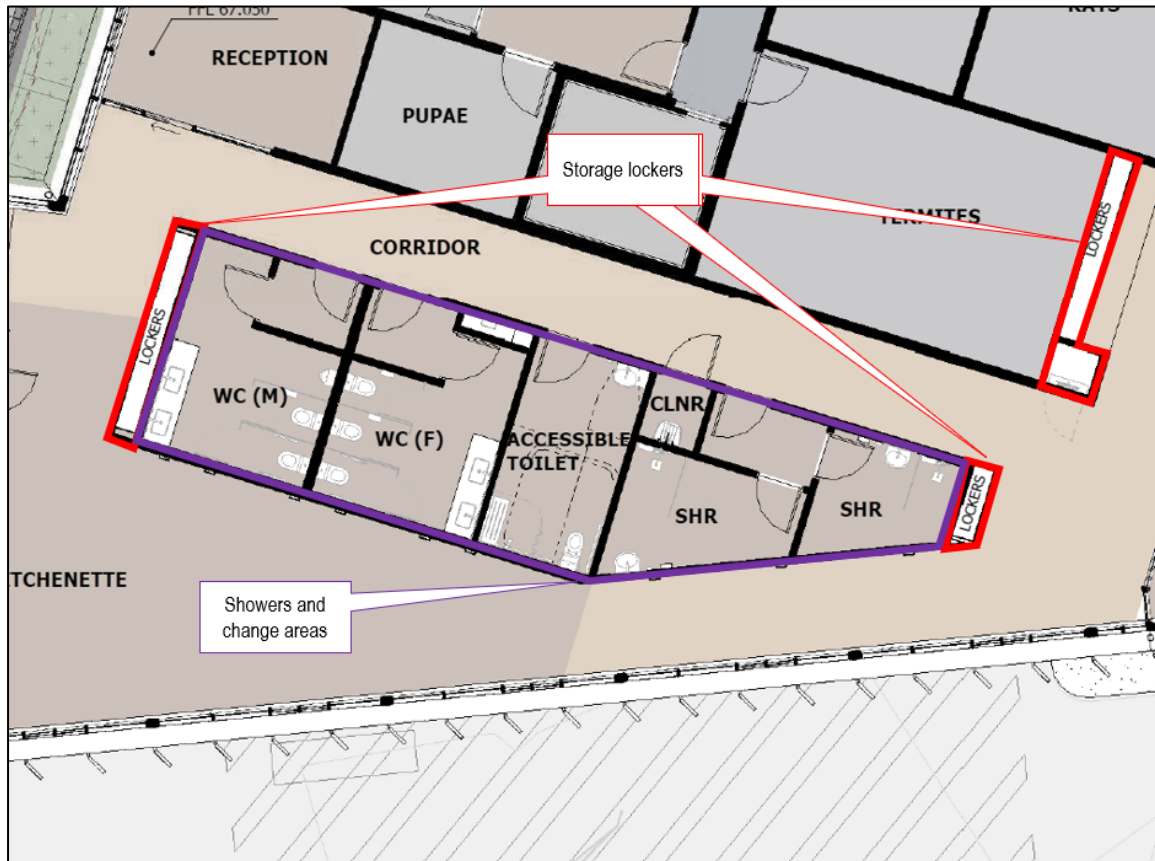 FFL 67.050
RECEPTION
PUPAE
Storage lockers
TERMITES
LOCKERS
CORRIDOR
LOCKERS
WC (M)
WC (F)
ACCESSIBLE
TOILET
CLNR
SHR
SHR
LOCKERS
TCHENETTE
Showers and
change areas